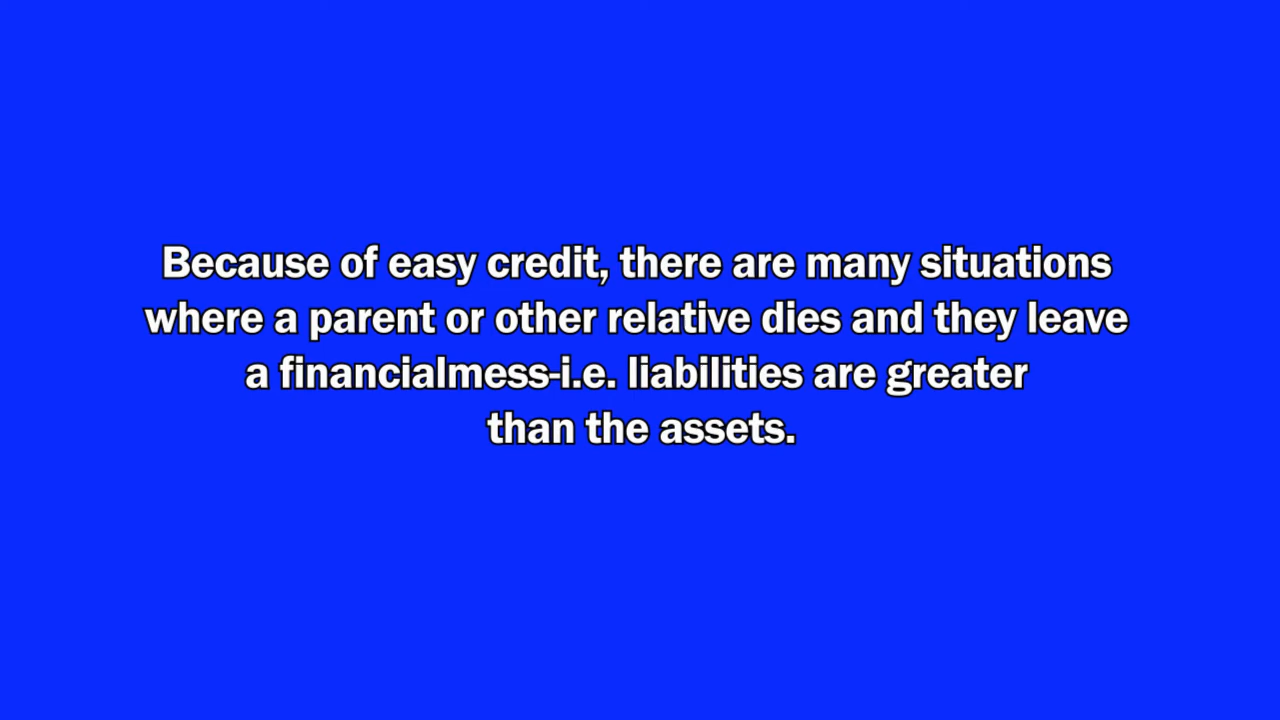 Because of easy credit, there are many situations
where a parent or other relative dies and they leave
a financialmess-i.e. liabilities are greater
than the assets.